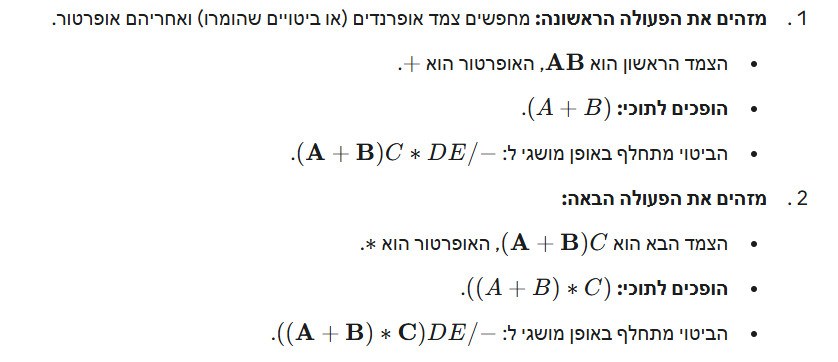 1. מזהים את הפעולה הראשונה: מחפשים צמד אופרנדים (או ביטויים שהומרו) ואחריהם אופרטור.
• הצמד הראשון הוא AB, האופרטור הוא +.
• הופכים לתוכי: (A + B).
• הביטוי מתחלף באופן מושגי ל: (A + B)C * DE/−.
2. מזהים את הפעולה הבאה:
• הצמד הבא הוא (A + B)C, האופרטור הוא *.
• הופכים לתוכי: ((A + B) * C).
• הביטוי מתחלף באופן מושגי ל: ((A + B) * C)DE/−.